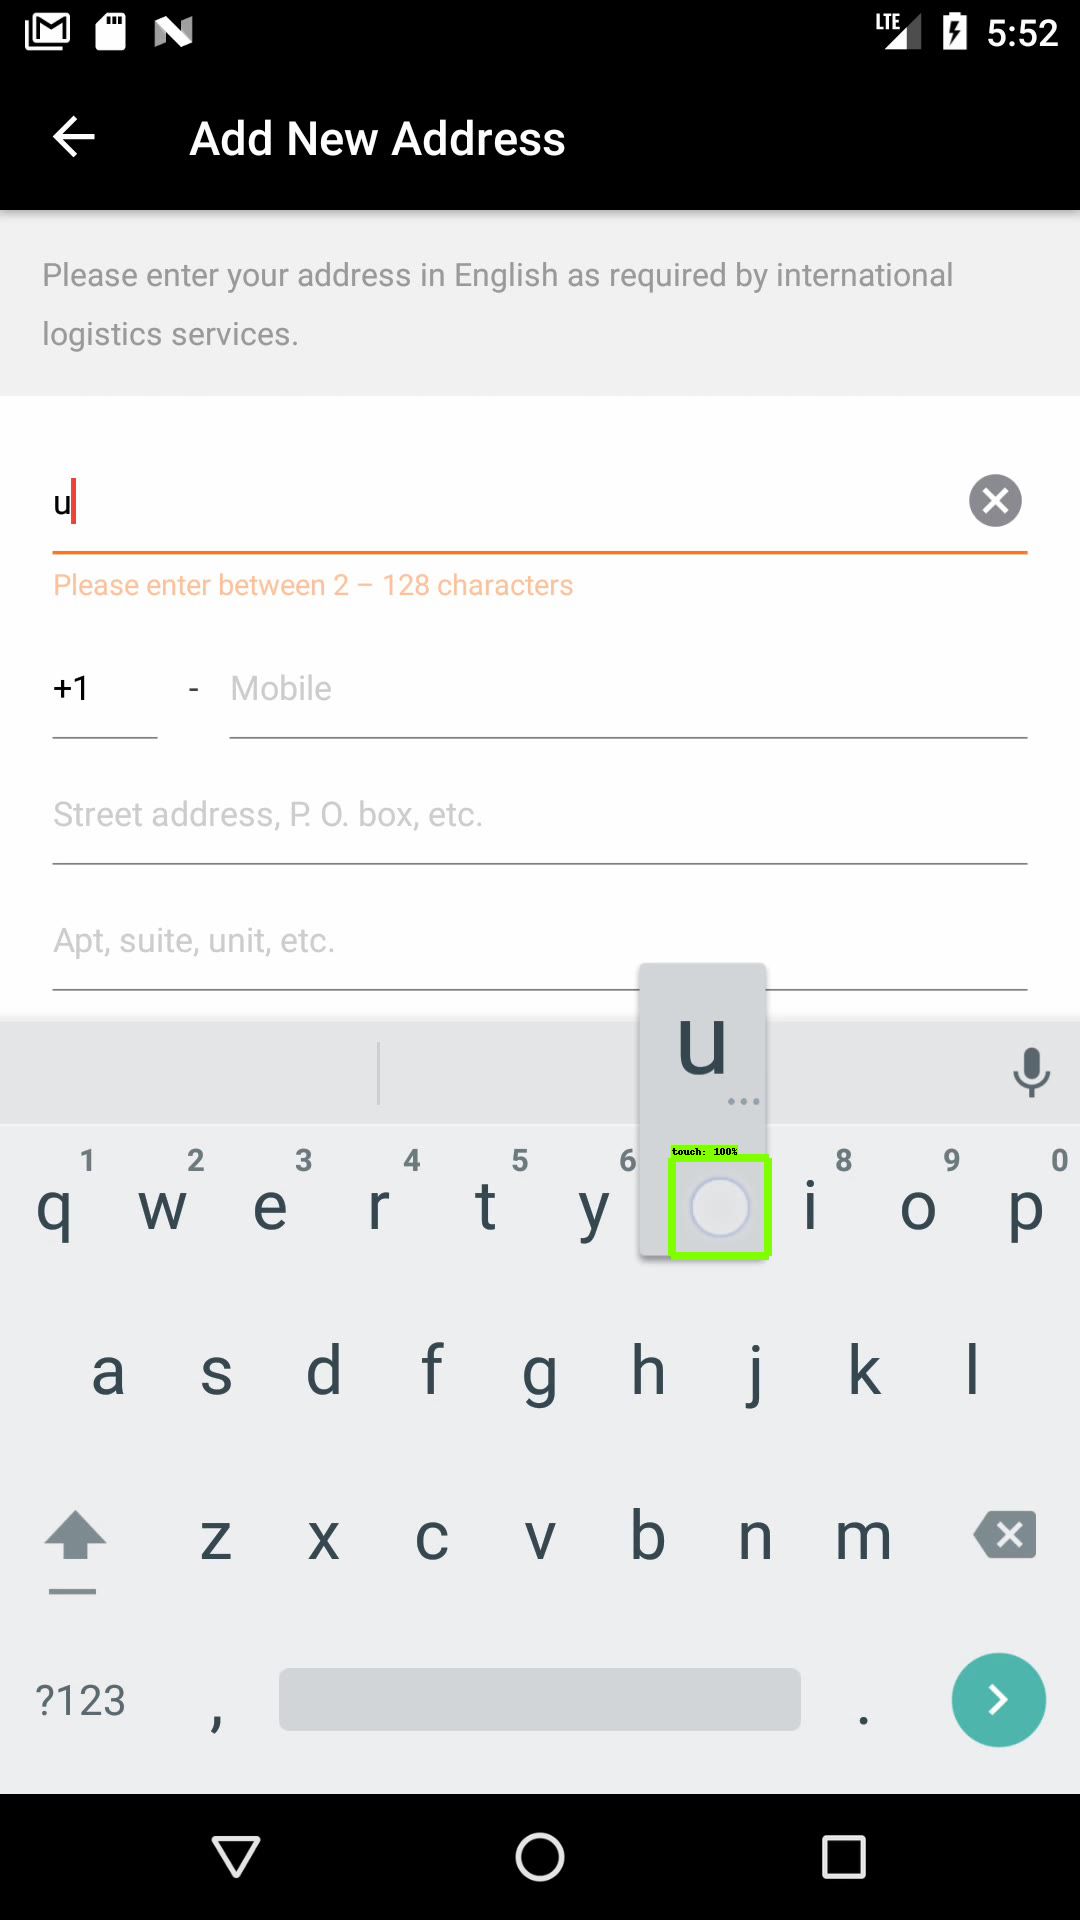 LTE 5:52
Add New Address
Please enter your address in English as required by international
logistics services.
u
Please enter between 2 – 128 characters
+1 - Mobile
Street address, P. O. box, etc.
Apt, suite, unit, etc.
u
...
touch: 100%
1 2 3 4 5 6 8 9 0
q w e r t y i o p
a s d f g h j k l
z x c v b n m
?123 , .